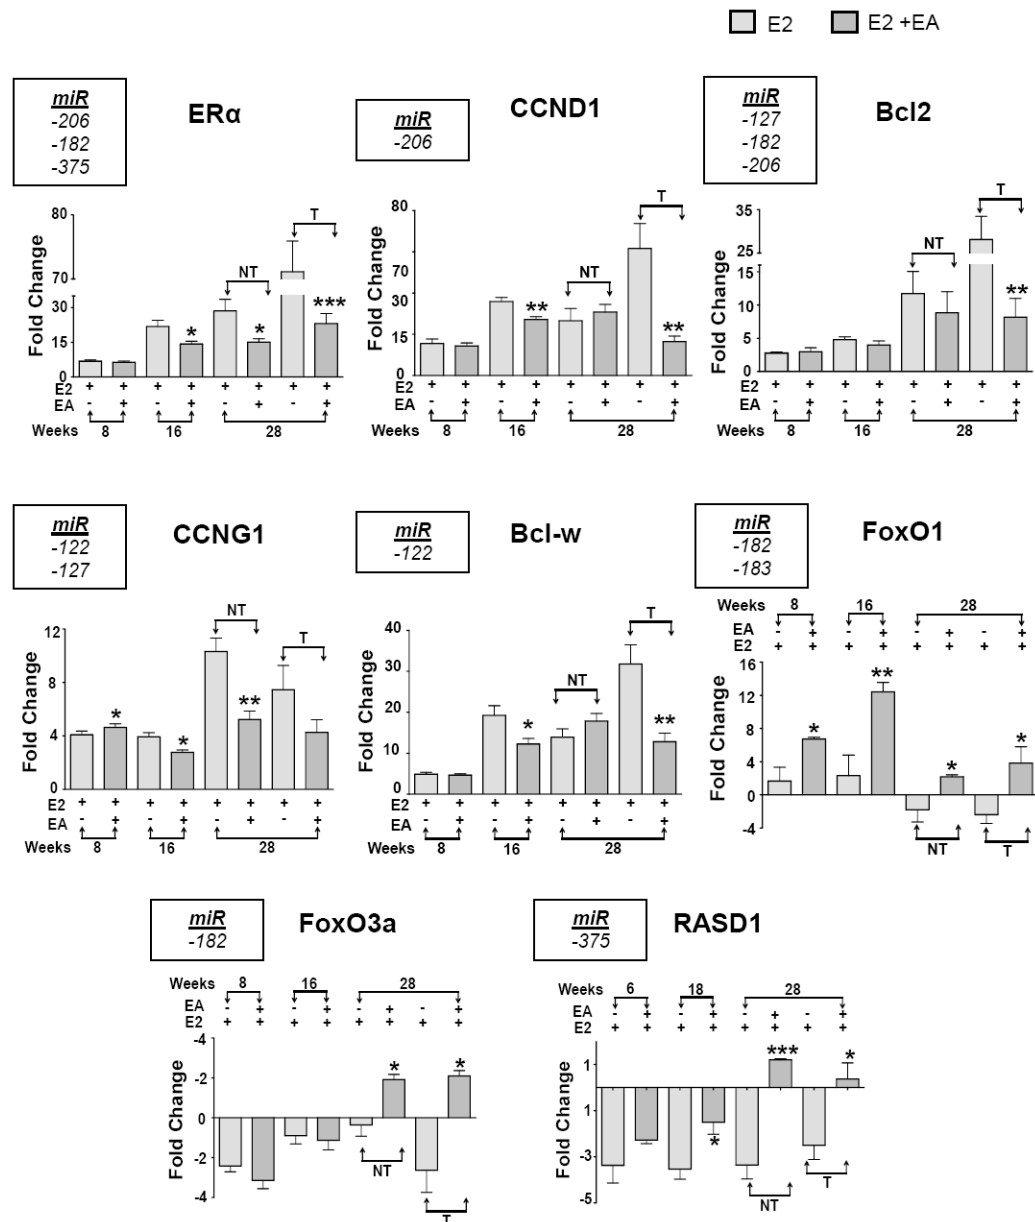 E2 E2 +EA
miR
-206
-182
-375
ERα
80
70
30
15
0
Fold Change
NT
T
*
*
***
E2 + + + + + + + +
EA - + - + - + - +
Weeks 8 16 28
miR
-206
CCND1
80
70
30
15
0
Fold Change
NT
T
**
**
+ + + + + + + +
- + - + - + - +
8 16 28
miR
-127
-182
-206
Bcl2
35
25
15
10
5
0
Fold Change
NT
T
**
E2 + + + + + + + +
EA - + - + - + - +
Weeks 8 16 28
miR
-122
-127
CCNG1
12
8
4
0
Fold Change
NT
T
*
*
**
E2 + + + + + + + +
EA - + - + - + - +
Weeks 8 16 28
miR
-122
Bcl-w
40
30
20
10
0
Fold Change
NT
T
*
**
E2 + + + + + + + +
EA - + - + - + - +
Weeks 8 16 28
miR
-182
-183
FoxO1
Weeks 8 16 28
EA - + - + - + - +
E2 + + + + + + + +
16
12
8
4
0
-4
Fold Change
*
**
*
*
NT
T
miR
-182
FoxO3a
Weeks 8 16 28
EA - + - + - + - +
E2 + + + + + + + +
-4
-2
0
2
4
Fold Change
*
*
NT
T
miR
-375
RASD1
Weeks 6 18 28
EA - + - + - + - +
E2 + + + + + + + +
1
1
-3
-5
Fold Change
*
***
*
NT
T